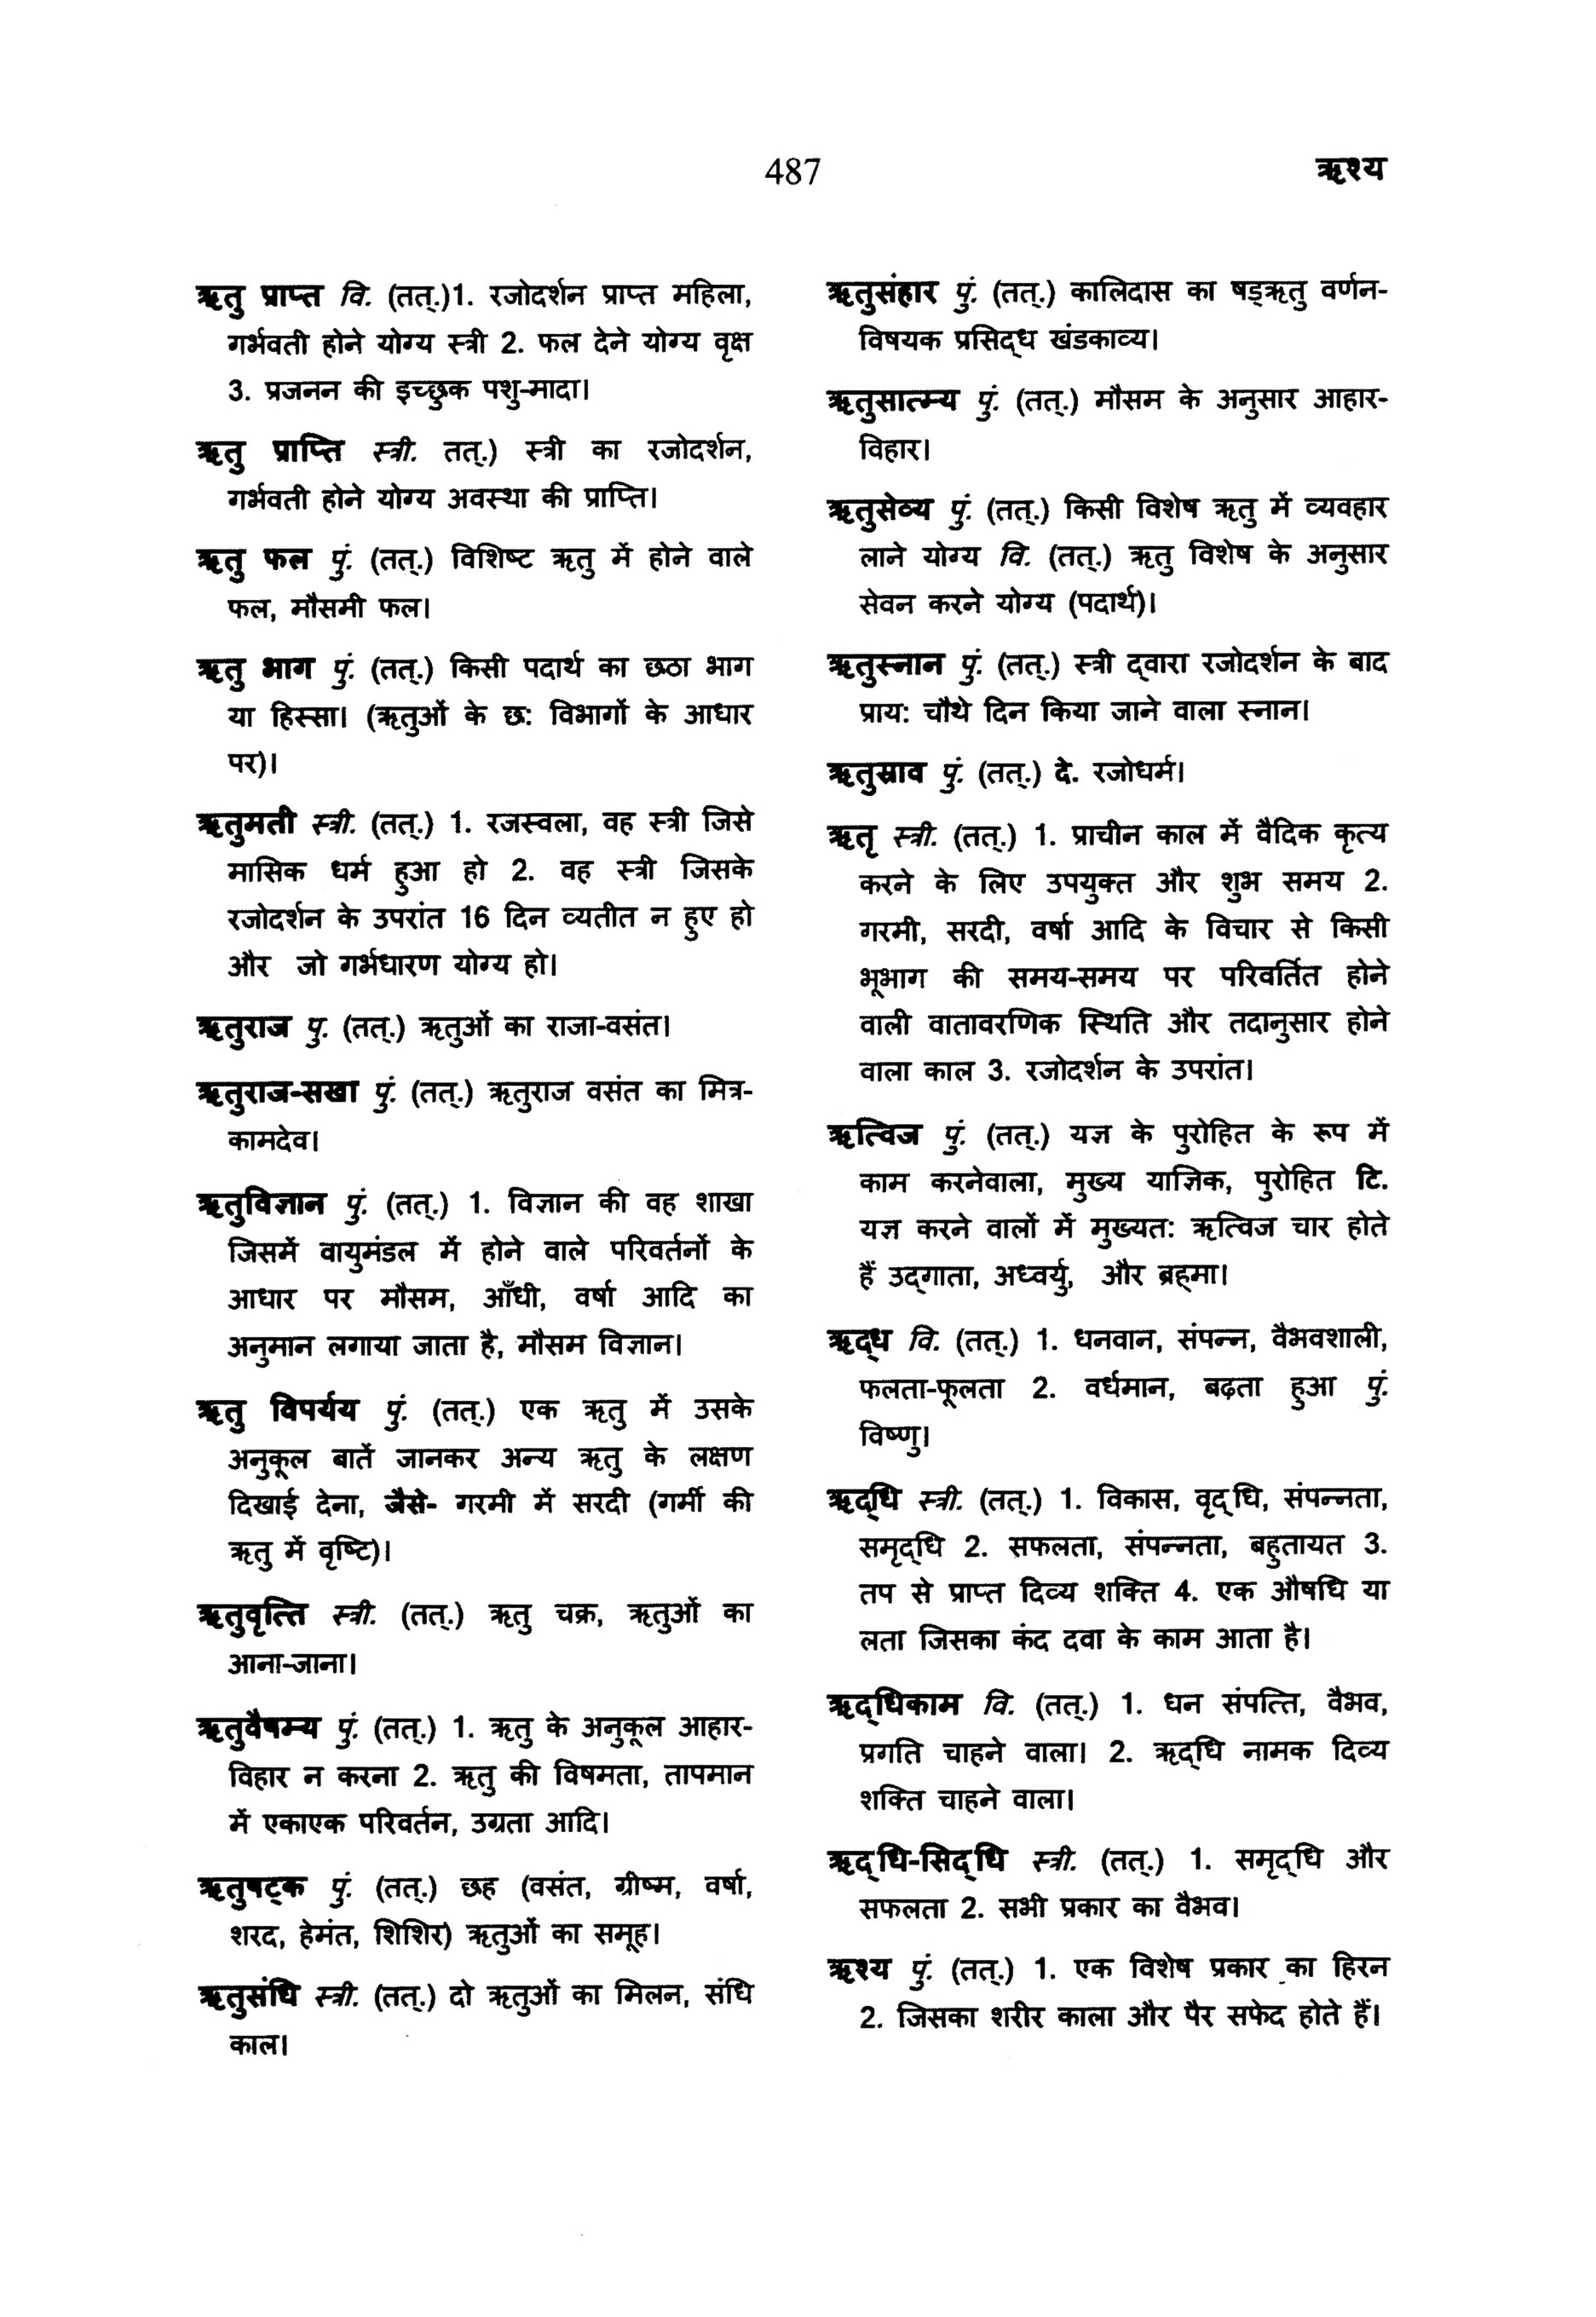 487
ऋश्य
ऋतु प्राप्त वि. (तत्.)1. रजोदर्शन प्राप्त महिला,
गर्भवती होने योग्य स्त्री 2. फल देने योग्य वृक्ष
3. प्रजनन की इच्छुक पशु-मादा।
ऋतु प्राप्ति स्त्री. तत्.) स्त्री का रजोदर्शन,
गर्भवती होने योग्य अवस्था की प्राप्ति।
ऋतु फल पुं. (तत्.) विशिष्ट ऋतु में होने वाले
फल, मौसमी फल।
ऋतु भाग पुं. (तत्.) किसी पदार्थ का छठा भाग
या हिस्सा। (ऋतुओं के छ: विभागों के आधार
पर)।
ऋतुमती स्त्री. (तत्.) 1. रजस्वला, वह स्त्री जिसे
मासिक धर्म हुआ हो 2. वह स्त्री जिसके
रजोदर्शन के उपरांत 16 दिन व्यतीत न हुए हो
और जो गर्भधारण योग्य हो।
ऋतुराज पु. (तत्.) ऋतुओं का राजा-वसंत।
ऋतुराज-सखा पुं. (तत्.) ऋतुराज वसंत का मित्र-
कामदेव।
ऋतुविज्ञान पुं. (तत्.) 1. विज्ञान की वह शाखा
जिसमें वायुमंडल में होने वाले परिवर्तनों के
आधार पर मौसम, आँधी, वर्षा आदि का
अनुमान लगाया जाता है, मौसम विज्ञान।
ऋतु विपर्यय पुं. (तत्.) एक ऋतु में उसके
अनुकूल बातें जानकर अन्य ऋतु के लक्षण
दिखाई देना, जैसे- गरमी में सरदी (गर्मी की
ऋतु में वृष्टि)।
ऋतुवृत्ति स्त्री. (तत्.) ऋतु चक्र, ऋतुओं का
आना-जाना।
ऋतुवैषम्य पुं. (तत्.) 1. ऋतु के अनुकूल आहार-
विहार न करना 2. ऋतु की विषमता, तापमान
में एकाएक परिवर्तन, उग्रता आदि।
ऋतुषट्क पुं. (तत्.) छह (वसंत, ग्रीष्म, वर्षा,
शरद, हेमंत, शिशिर) ऋतुओं का समूह।
ऋतुसंधि स्त्री. (तत्.) दो ऋतुओं का मिलन, संधि
काल।
ऋतुसंहार पुं. (तत्.) कालिदास का षड्ऋतु वर्णन-
विषयक प्रसिद्ध खंडकाव्य।
ऋतुसात्म्य पुं. (तत्.) मौसम के अनुसार आहार-
विहार।
ऋतुसेव्य पुं. (तत्.) किसी विशेष ऋतु में व्यवहार
लाने योग्य वि. (तत्.) ऋतु विशेष के अनुसार
सेवन करने योग्य (पदार्थ)।
ऋतुस्नान पुं. (तत्.) स्त्री द्वारा रजोदर्शन के बाद
प्राय: चौथे दिन किया जाने वाला स्नान।
ऋतुस्राव पुं. (तत्.) दे. रजोधर्म।
ऋतृ स्त्री. (तत्.) 1. प्राचीन काल में वैदिक कृत्य
करने के लिए उपयुक्त और शुभ समय 2.
गरमी, सरदी, वर्षा आदि के विचार से किसी
भूभाग की समय-समय पर परिवर्तित होने
वाली वातावरणिक स्थिति और तदानुसार होने
वाला काल 3. रजोदर्शन के उपरांत।
ऋत्विज पुं. (तत्.) यज्ञ के पुरोहित के रूप में
काम करनेवाला, मुख्य याज्ञिक, पुरोहित टि.
यज्ञ करने वालों में मुख्यत: ऋत्विज चार होते
हैं उद्गाता, अध्वर्यु, और ब्रह्मा।
ऋद्ध वि. (तत्.) 1. धनवान, संपन्न, वैभवशाली,
फलता-फूलता 2. वर्धमान, बढ़ता हुआ पुं.
विष्णु।
ऋद्धि स्त्री. (तत्.) 1. विकास, वृद्धि, संपन्नता,
समृद्धि 2. सफलता, संपन्नता, बहुतायत 3.
तप से प्राप्त दिव्य शक्ति 4. एक औषधि या
लता जिसका कंद दवा के काम आता है।
ऋद्धिकाम वि. (तत्.) 1. धन संपत्ति, वैभव,
प्रगति चाहने वाला। 2. ऋद्धि नामक दिव्य
शक्ति चाहने वाला।
ऋद्धि-सिद्धि स्त्री. (तत्.) 1. समृद्धि और
सफलता 2. सभी प्रकार का वैभव।
ऋश्य पुं. (तत्.) 1. एक विशेष प्रकार का हिरन
2. जिसका शरीर काला और पैर सफेद होते हैं।